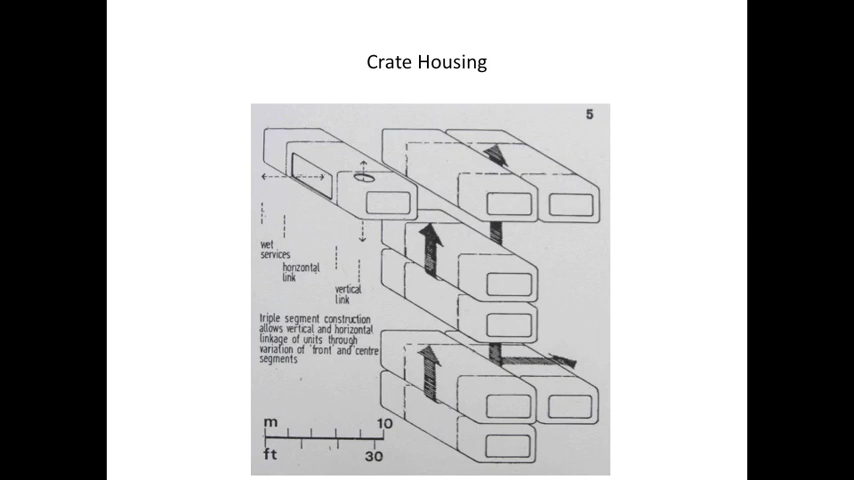 Crate Housing
5
wet
services
horizontal
link
vertical
link
triple segment construction
allows vertical and horizontal
linkage of units through
variation of 'front' and centre
segments
m 10
ft 30